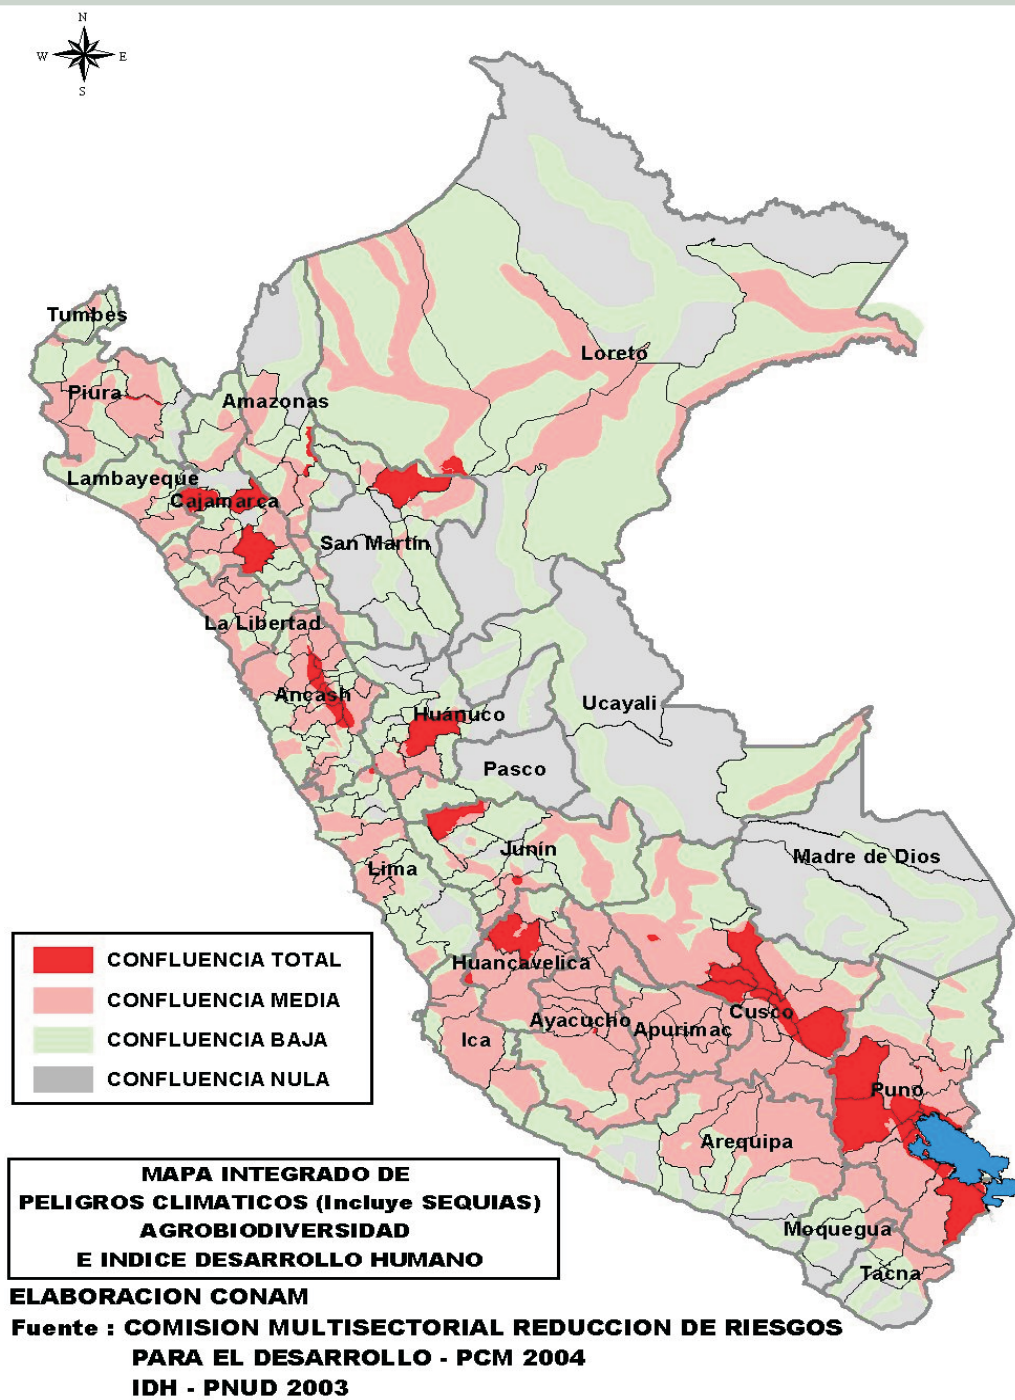 N
W E
S
Tumbes
Piura
Lambayeque
Cajamarca
Amazonas
Loreto
San Martín
La Libertad
Ancash
Huánuco
Ucayali
Pasco
Junín
Lima
Madre de Dios
Huancavelica
Ica
Ayacucho
Apurimac
Cusco
Puno
Arequipa
Moquegua
Tacna
CONFLUENCIA TOTAL
CONFLUENCIA MEDIA
CONFLUENCIA BAJA
CONFLUENCIA NULA
MAPA INTEGRADO DE
PELIGROS CLIMATICOS (Incluye SEQUIAS)
AGROBIODIVERSIDAD
E INDICE DESARROLLO HUMANO
ELABORACION CONAM
Fuente : COMISION MULTISECTORIAL REDUCCION DE RIESGOS
PARA EL DESARROLLO - PCM 2004
IDH - PNUD 2003